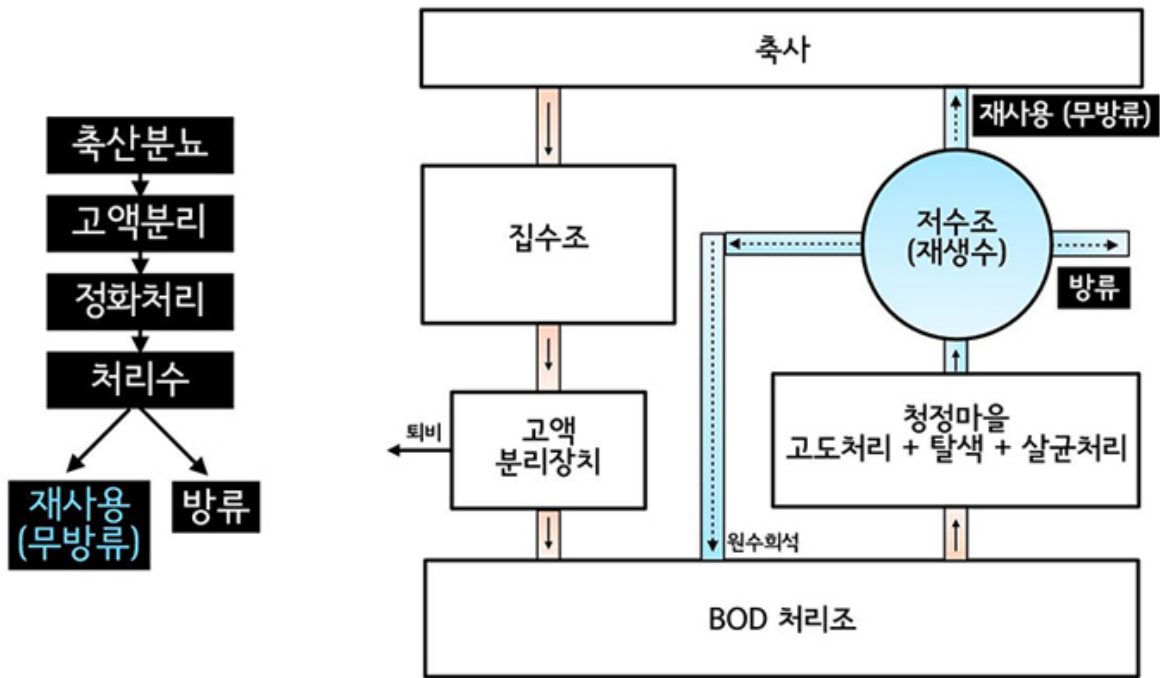 축산분뇨
고액분리
정화처리
처리수
재사용
(무방류)
방류
축사
재사용 (무방류)
집수조
저수조
(재생수)
방류
퇴비
고액
분리장치
청정마을
고도처리 + 탈색 + 살균처리
원수희석
BOD 처리조